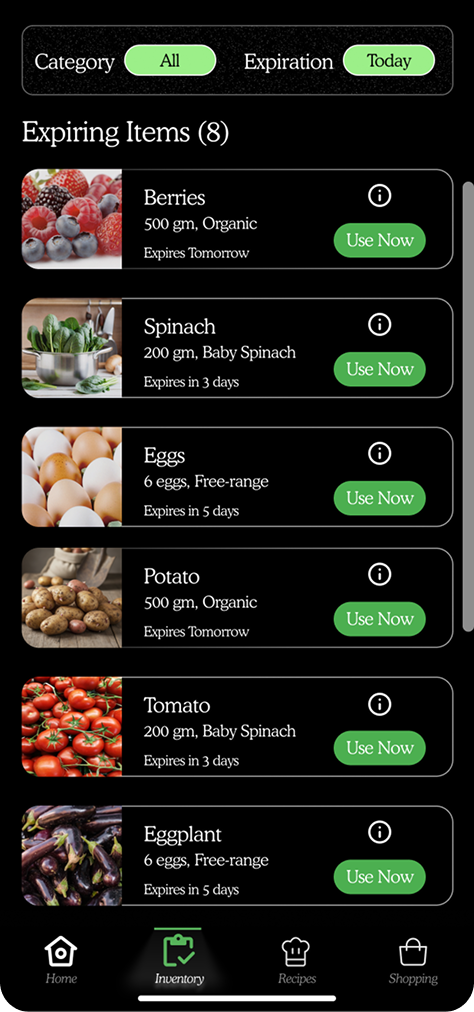 Category All Expiration Today
Expiring Items (8)
Berries
500 gm, Organic
Expires Tomorrow
Use Now
Spinach
200 gm, Baby Spinach
Expires in 3 days
Use Now
Eggs
6 eggs, Free-range
Expires in 5 days
Use Now
Potato
500 gm, Organic
Expires Tomorrow
Use Now
Tomato
200 gm, Baby Spinach
Expires in 3 days
Use Now
Eggplant
6 eggs, Free-range
Expires in 5 days
Use Now
Home Inventory Recipes Shopping